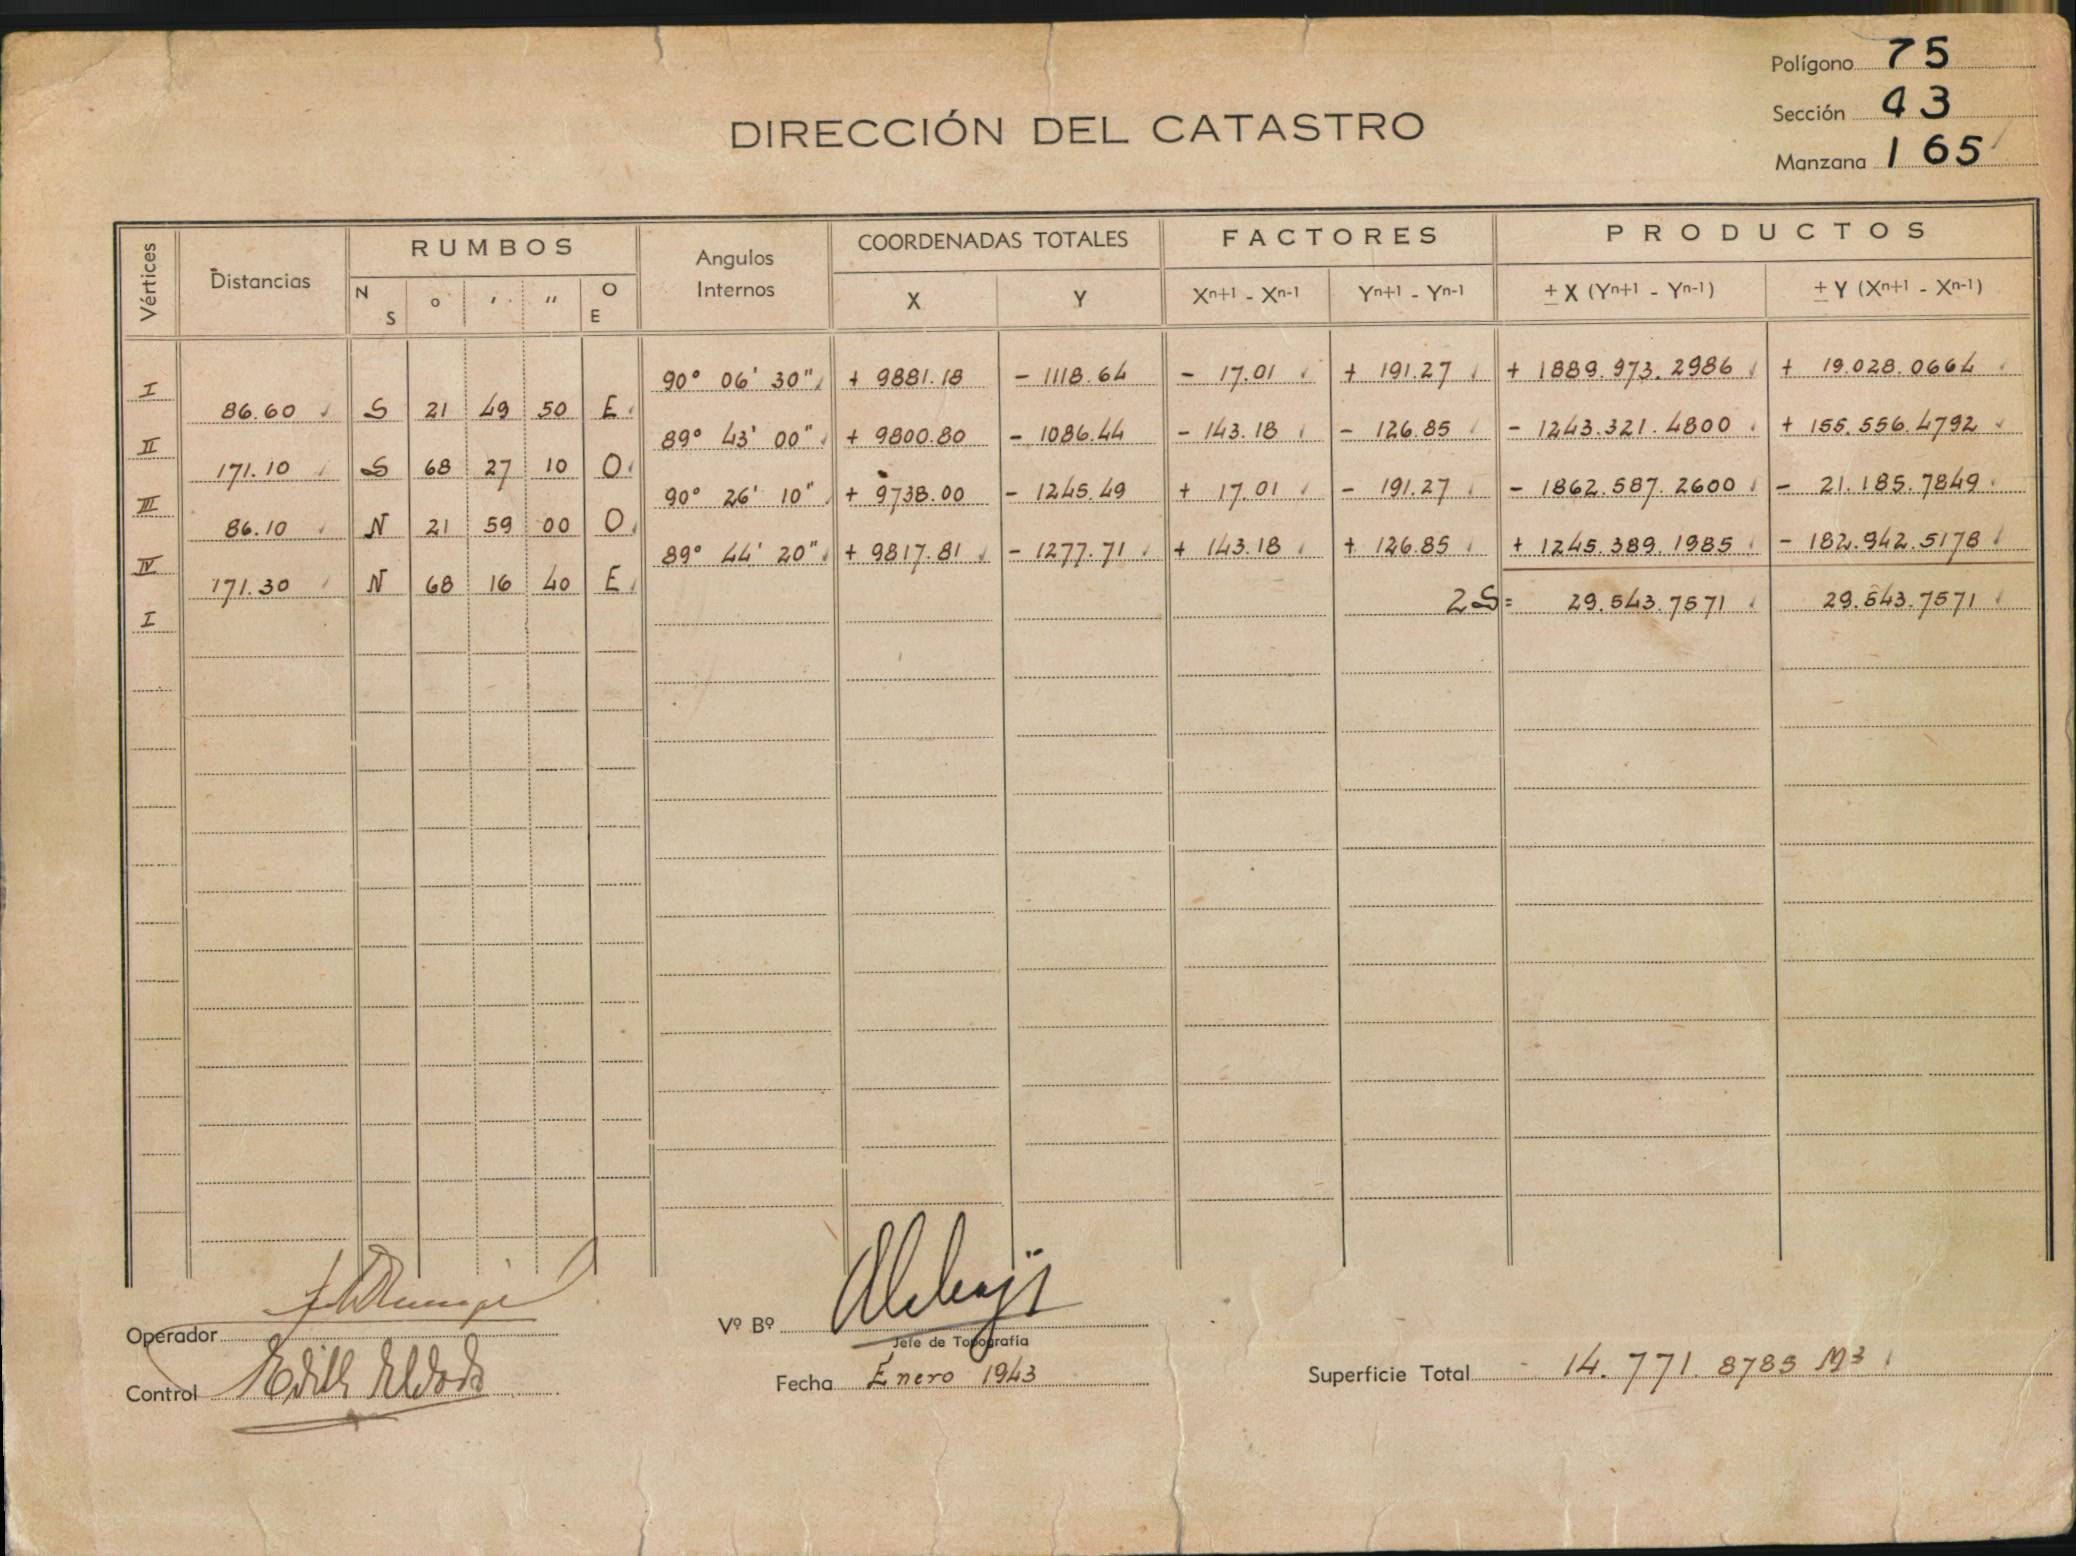 Polígono 75
Sección 43
Manzana 165
DIRECCIÓN DEL CATASTRO
Vértices Distancias RUMBOS Angulos Internos COORDENADAS TOTALES FACTORES PRODUCTOS
N S ° ' " O E X Y Xn+1 - Xn-1 Yn+1 - Yn-1 ± X (Yn+1 - Yn-1) ± Y (Xn+1 - Xn-1)
I 90° 06' 30" + 9881.18 - 1118.64 - 17.01 + 191.27 + 1889.973.2986 + 19.028.0664
86.60 S 21 49 50 E
II 89° 43' 00" + 9800.80 - 1086.44 - 143.18 - 126.85 - 1243.321.4800 + 155.556.4792
171.10 S 68 27 10 O
III 90° 26' 10" + 9738.00 - 1245.49 + 17.01 - 191.27 - 1862.587.2600 - 21.185.7849
86.10 N 21 59 00 O
IV 89° 44' 20" + 9817.81 - 1277.71 + 143.18 + 126.85 + 1245.389.1985 - 182.942.5178
171.30 N 68 16 40 E
I 2S= 29.543.7571 29.543.7571
Operador
Control
Vº Bº
Jefe de Topografía
Fecha Enero 1943
Superficie Total 14.771.8785 M2